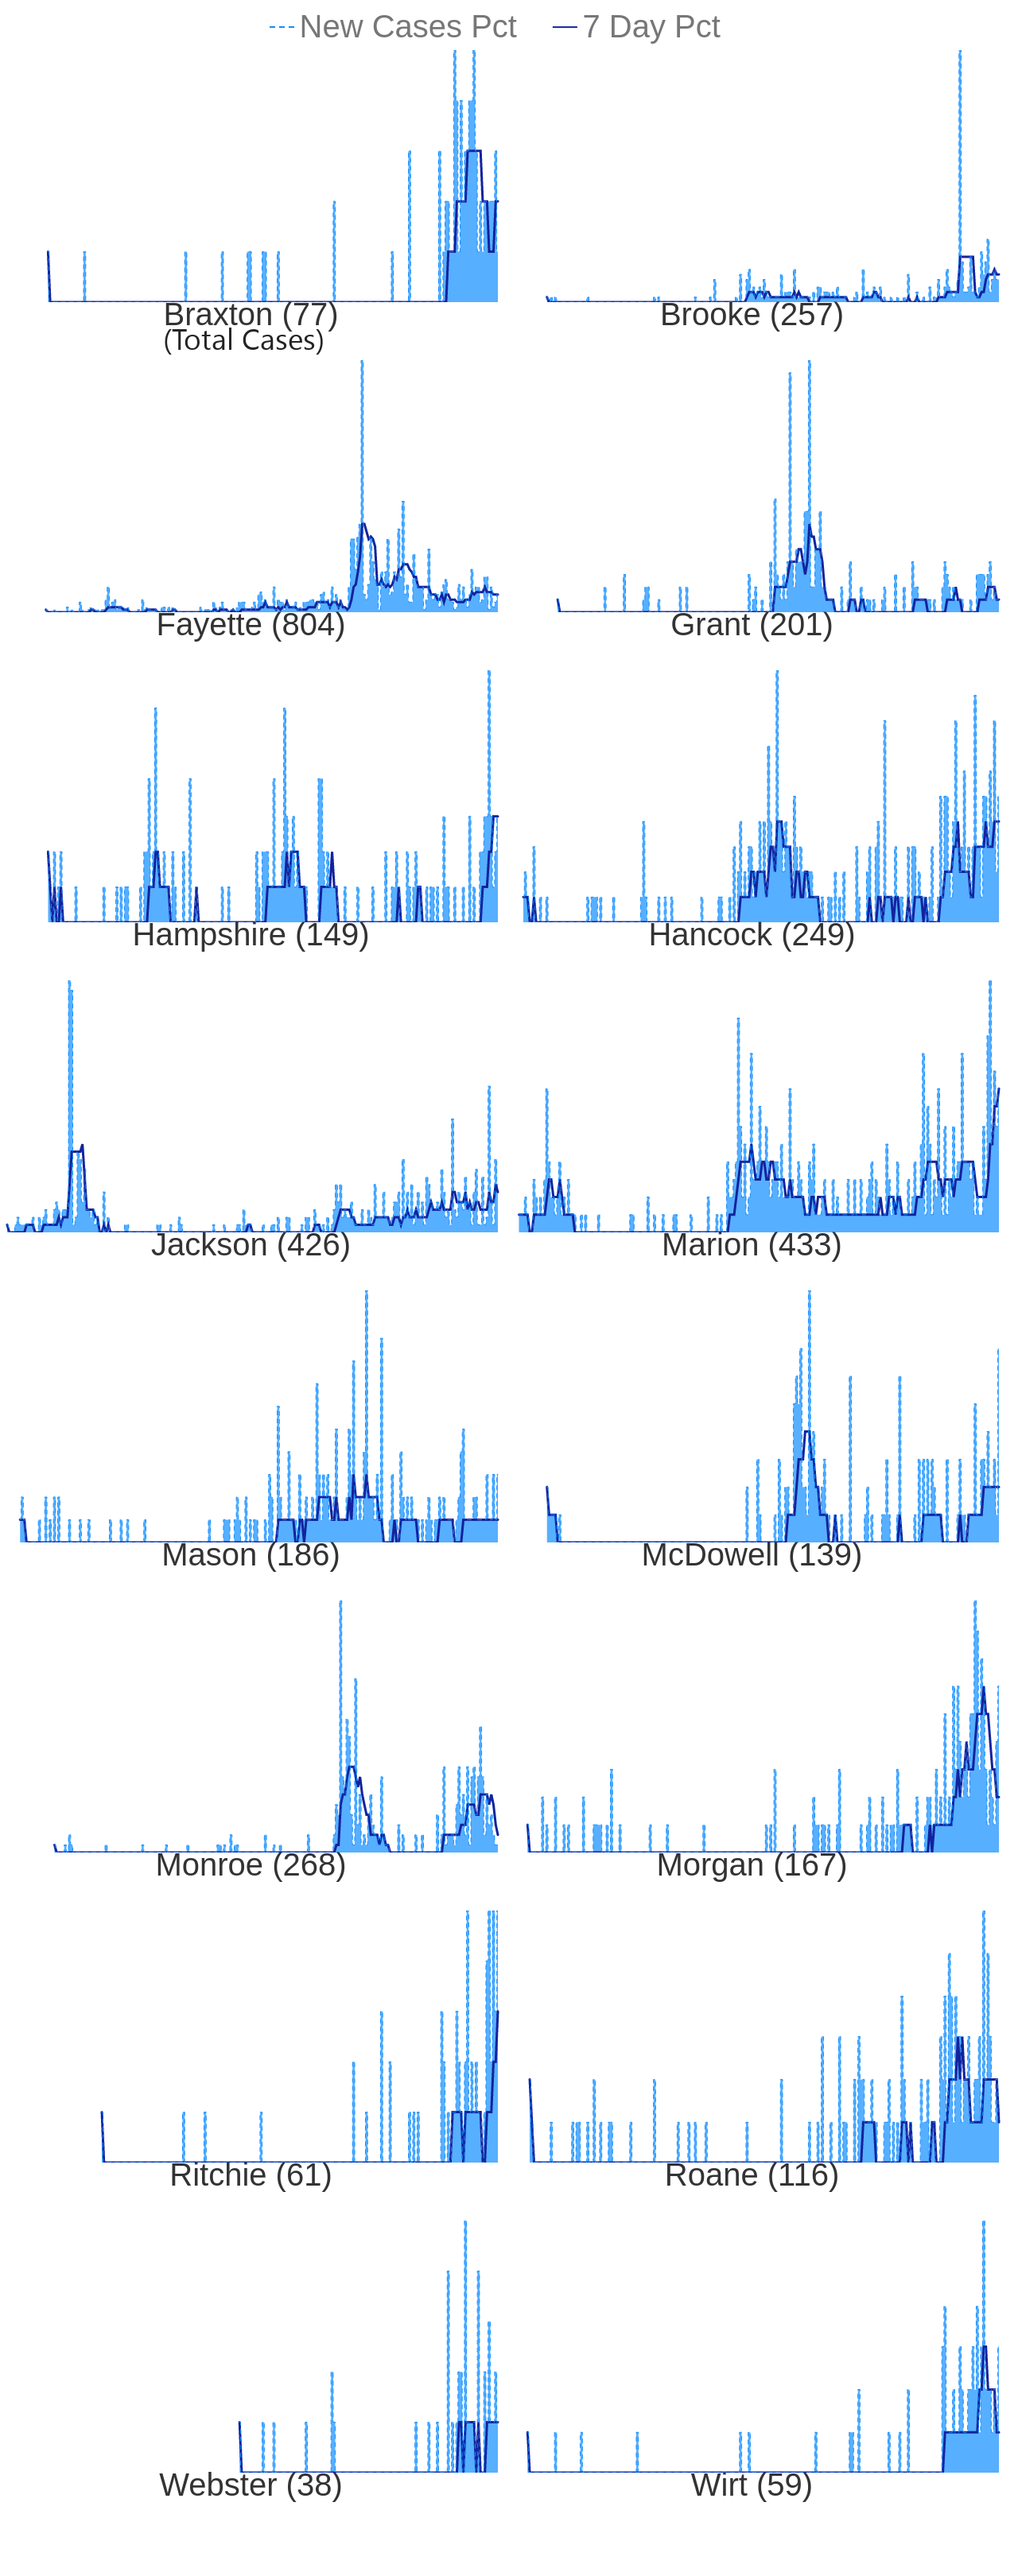 New Cases Pct 7 Day Pct
Braxton (77) Brooke (257)
(Total Cases)
Fayette (804) Grant (201)
Hampshire (149) Hancock (249)
Jackson (426) Marion (433)
Mason (186) McDowell (139)
Monroe (268) Morgan (167)
Ritchie (61) Roane (116)
Webster (38) Wirt (59)